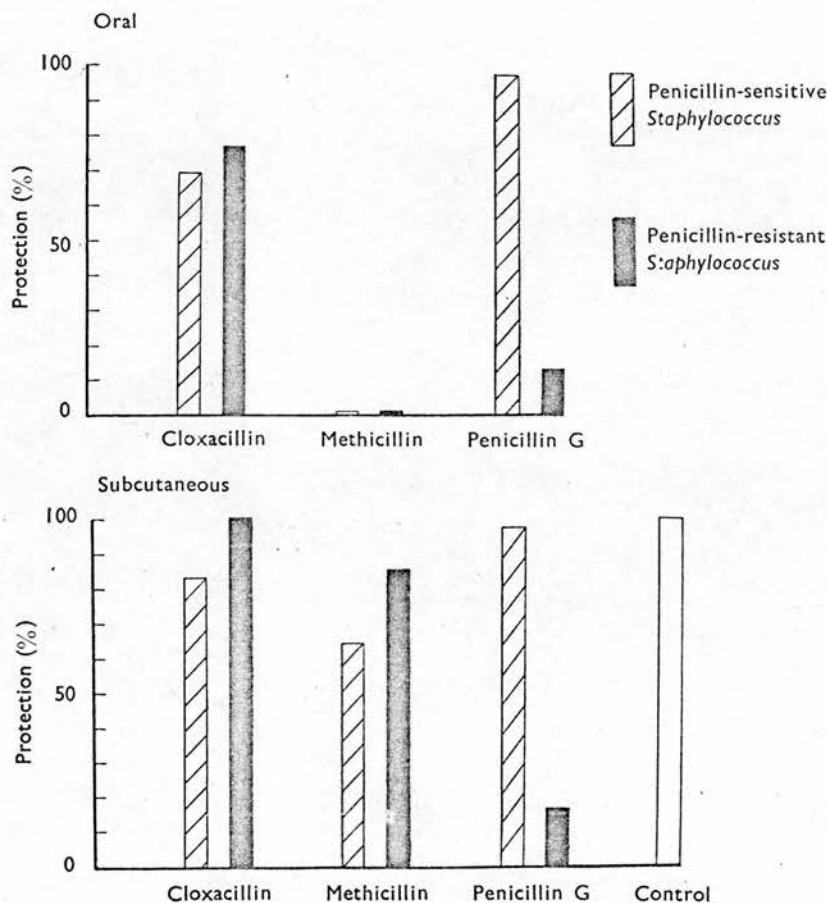 Oral
100
50
0
Protection (%)
Cloxacillin Methicillin Penicillin G
Penicillin-sensitive
Staphylococcus
Penicillin-resistant
Staphylococcus
Subcutaneous
100
50
0
Protection (%)
Cloxacillin Methicillin Penicillin G Control